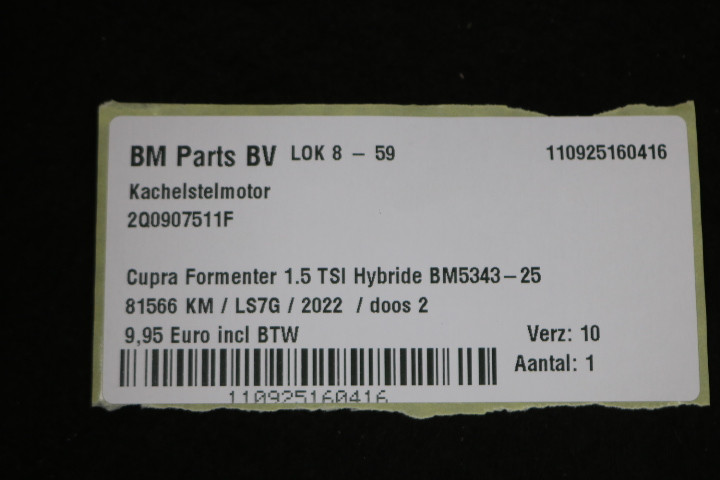 BM Parts BV LOK 8 - 59 110925160416
Kachelstelmotor
2Q0907511F
Cupra Formenter 1.5 TSI Hybride BM5343-25
81566 KM / LS7G / 2022 / doos 2
9,95 Euro incl BTW Verz: 10
Aantal: 1
110925160416